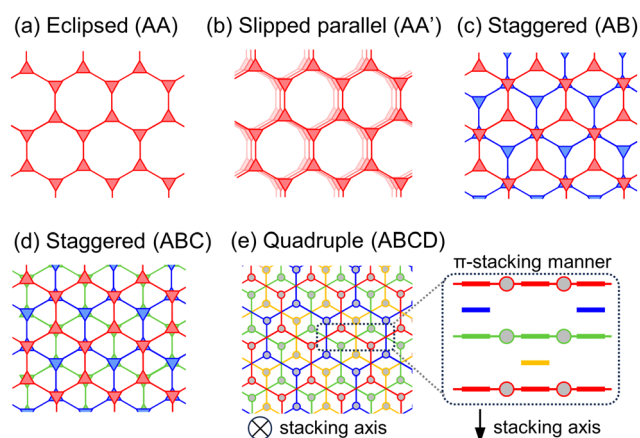 (a) Eclipsed (AA)
(b) Slipped parallel (AA’)
(c) Staggered (AB)
(d) Staggered (ABC)
(e) Quadruple (ABCD)
π-stacking manner
stacking axis
stacking axis